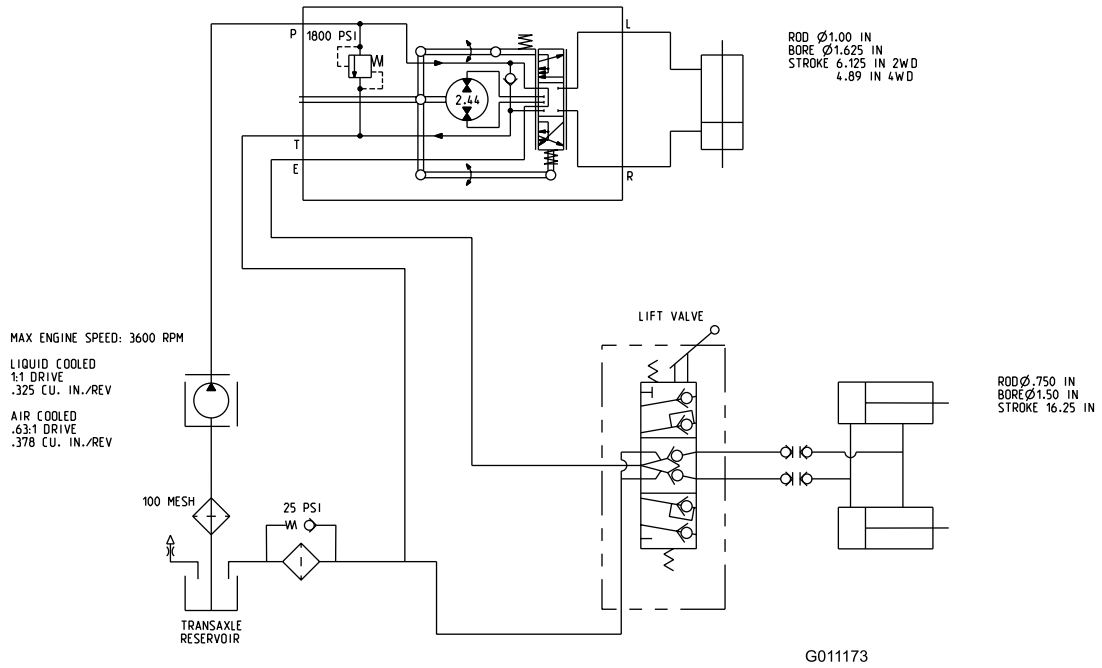 P
1800 PSI
L
ROD Ø1.00 IN
BORE Ø1.625 IN
STROKE 6.125 IN 2WD
4.89 IN 4WD
2.44
T
E
R
LIFT VALVE
MAX ENGINE SPEED: 3600 RPM
LIQUID COOLED
1:1 DRIVE
.325 CU. IN./REV
AIR COOLED
.63:1 DRIVE
.378 CU. IN./REV
RODØ.750 IN
BOREØ1.50 IN
STROKE 16.25 IN
100 MESH
25 PSI
TRANSAXLE
RESERVOIR
G011173